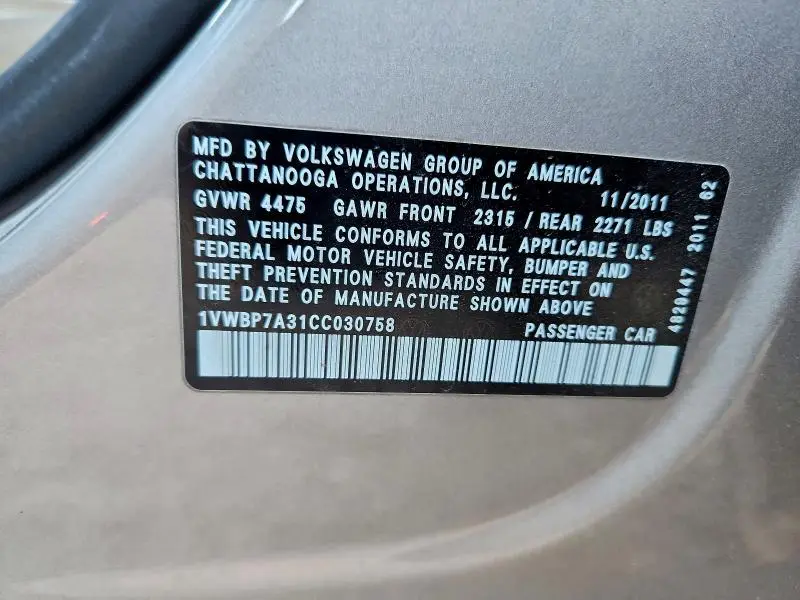 MFD BY VOLKSWAGEN GROUP OF AMERICA
CHATTANOOGA OPERATIONS, LLC. 11/2011
GVWR 4475 GAWR FRONT 2315 / REAR 2271 LBS
THIS VEHICLE CONFORMS TO ALL APPLICABLE U.S.
FEDERAL MOTOR VEHICLE SAFETY, BUMPER AND
THEFT PREVENTION STANDARDS IN EFFECT ON
THE DATE OF MANUFACTURE SHOWN ABOVE
1VWBP7A31CC030758 PASSENGER CAR
4820447 2011 02